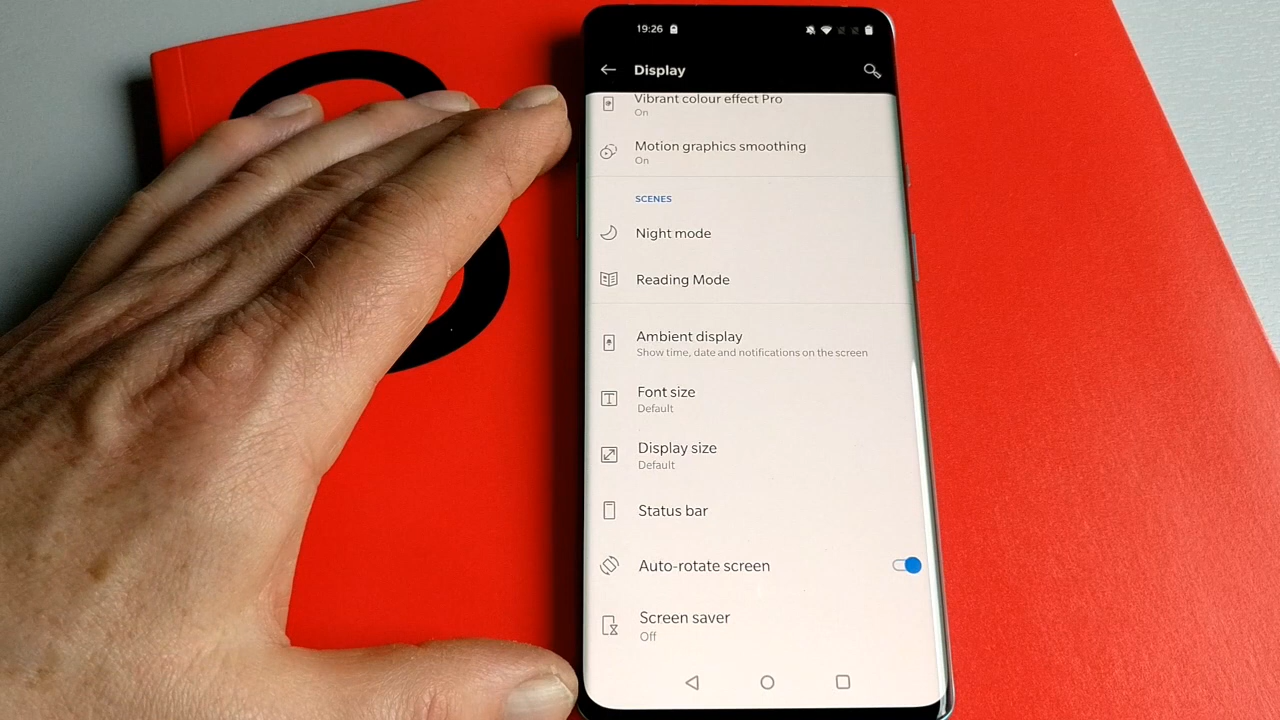 19:26
Display
Vibrant colour effect Pro
On
Motion graphics smoothing
On
SCENES
Night mode
Reading Mode
Ambient display
Show time, date and notifications on the screen
Font size
Default
Display size
Default
Status bar
Auto-rotate screen
Screen saver
Off